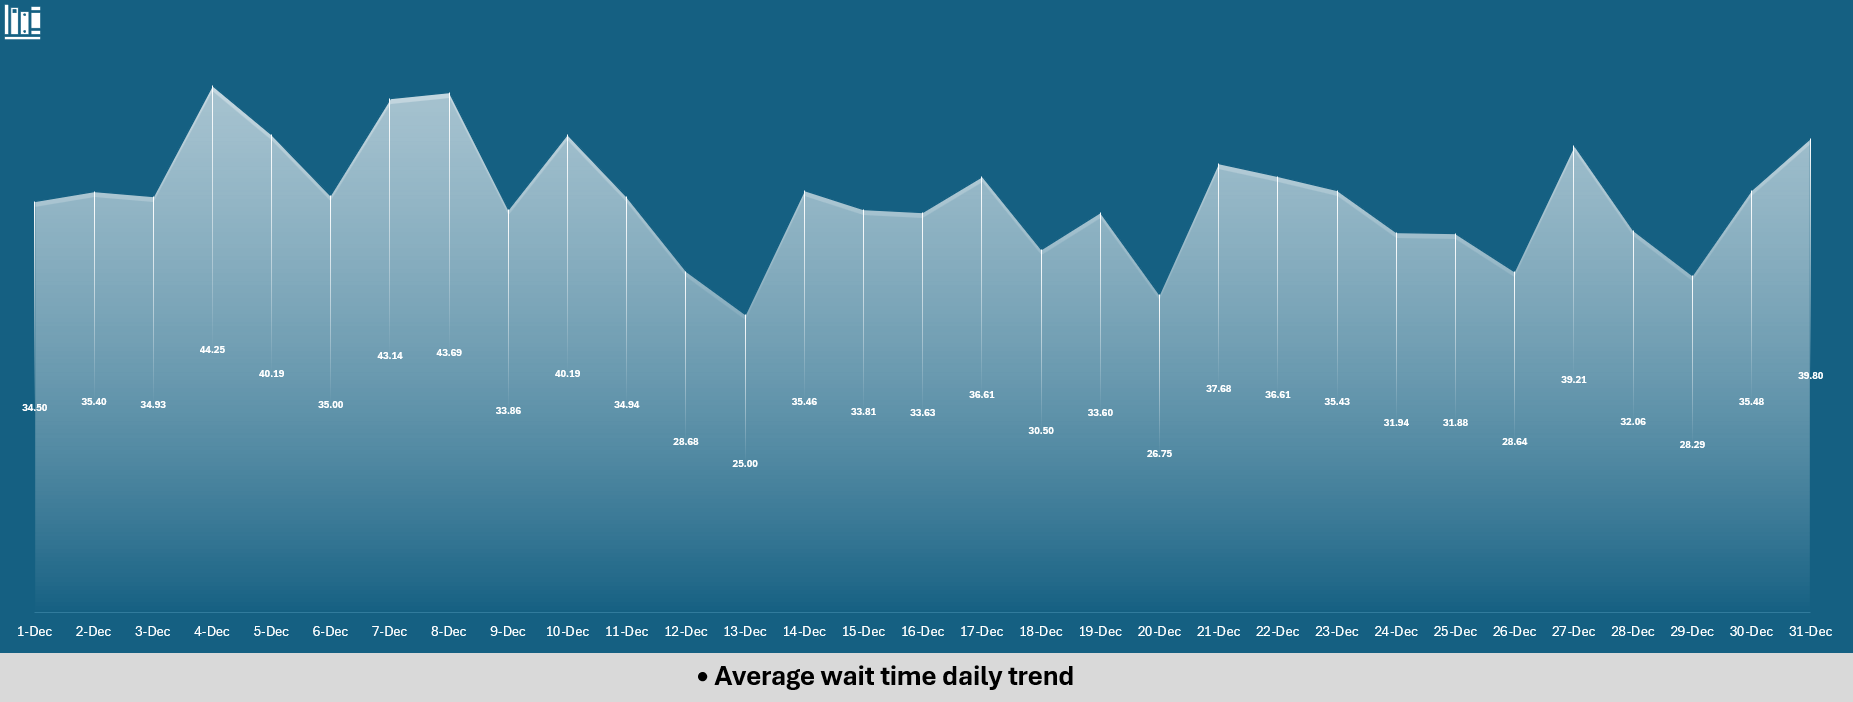 34.50 35.40 34.93 44.25 40.19 35.00 43.14 43.69 33.86 40.19 34.94 28.68 25.00 35.46 33.81 33.63 36.61 30.50 33.60 26.75 37.68 36.61 35.43 31.94 31.88 28.64 39.21 32.06 28.29 35.48 39.80
1-Dec 2-Dec 3-Dec 4-Dec 5-Dec 6-Dec 7-Dec 8-Dec 9-Dec 10-Dec 11-Dec 12-Dec 13-Dec 14-Dec 15-Dec 16-Dec 17-Dec 18-Dec 19-Dec 20-Dec 21-Dec 22-Dec 23-Dec 24-Dec 25-Dec 26-Dec 27-Dec 28-Dec 29-Dec 30-Dec 31-Dec
• Average wait time daily trend